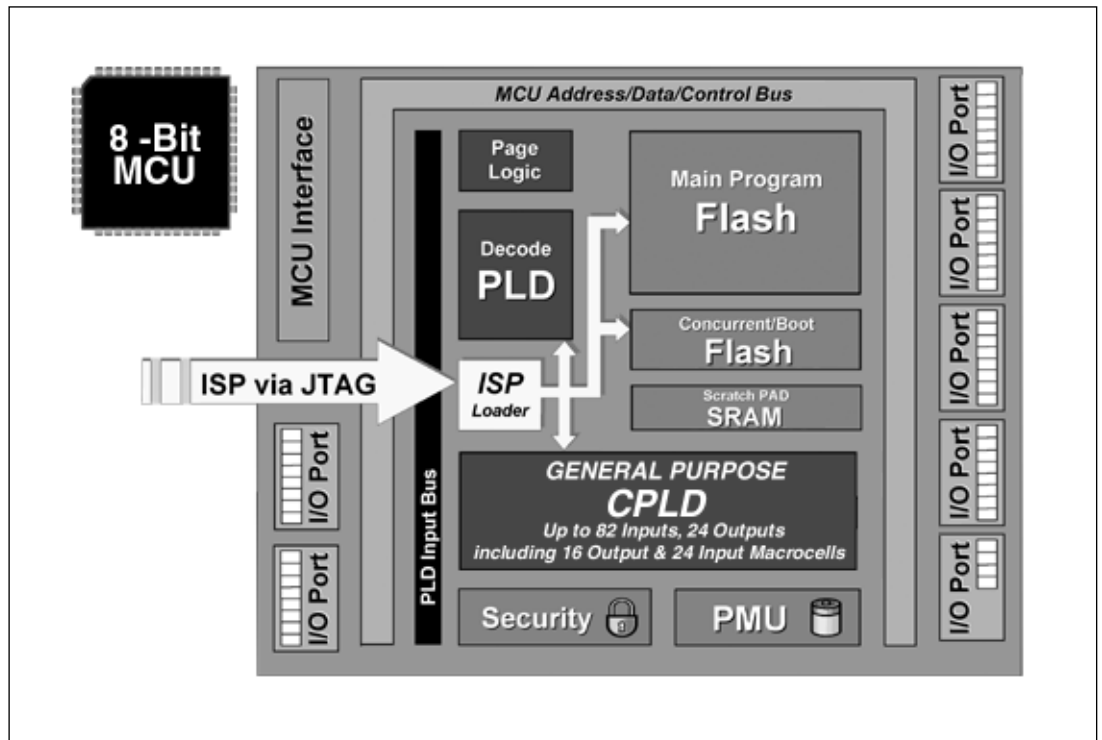 8 -Bit
MCU
MCU Interface
MCU Address/Data/Control Bus
Page
Logic
Decode
PLD
Main Program
Flash
Concurrent/Boot
Flash
Scratch PAD
SRAM
ISP via JTAG
ISP
Loader
PLD Input Bus
GENERAL PURPOSE
CPLD
Up to 82 Inputs, 24 Outputs
including 16 Output & 24 Input Macrocells
Security
PMU
I/O Port
I/O Port
I/O Port
I/O Port
I/O Port
I/O Port
I/O Port